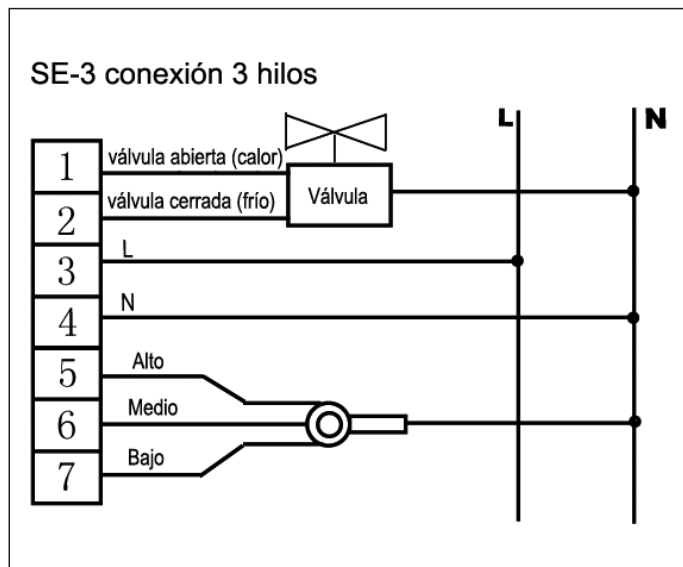 SE-3 conexión 3 hilos
L N
1 válvula abierta (calor)
Válvula
2 válvula cerrada (frío)
3 L
4 N
5 Alto
6 Medio
7 Bajo